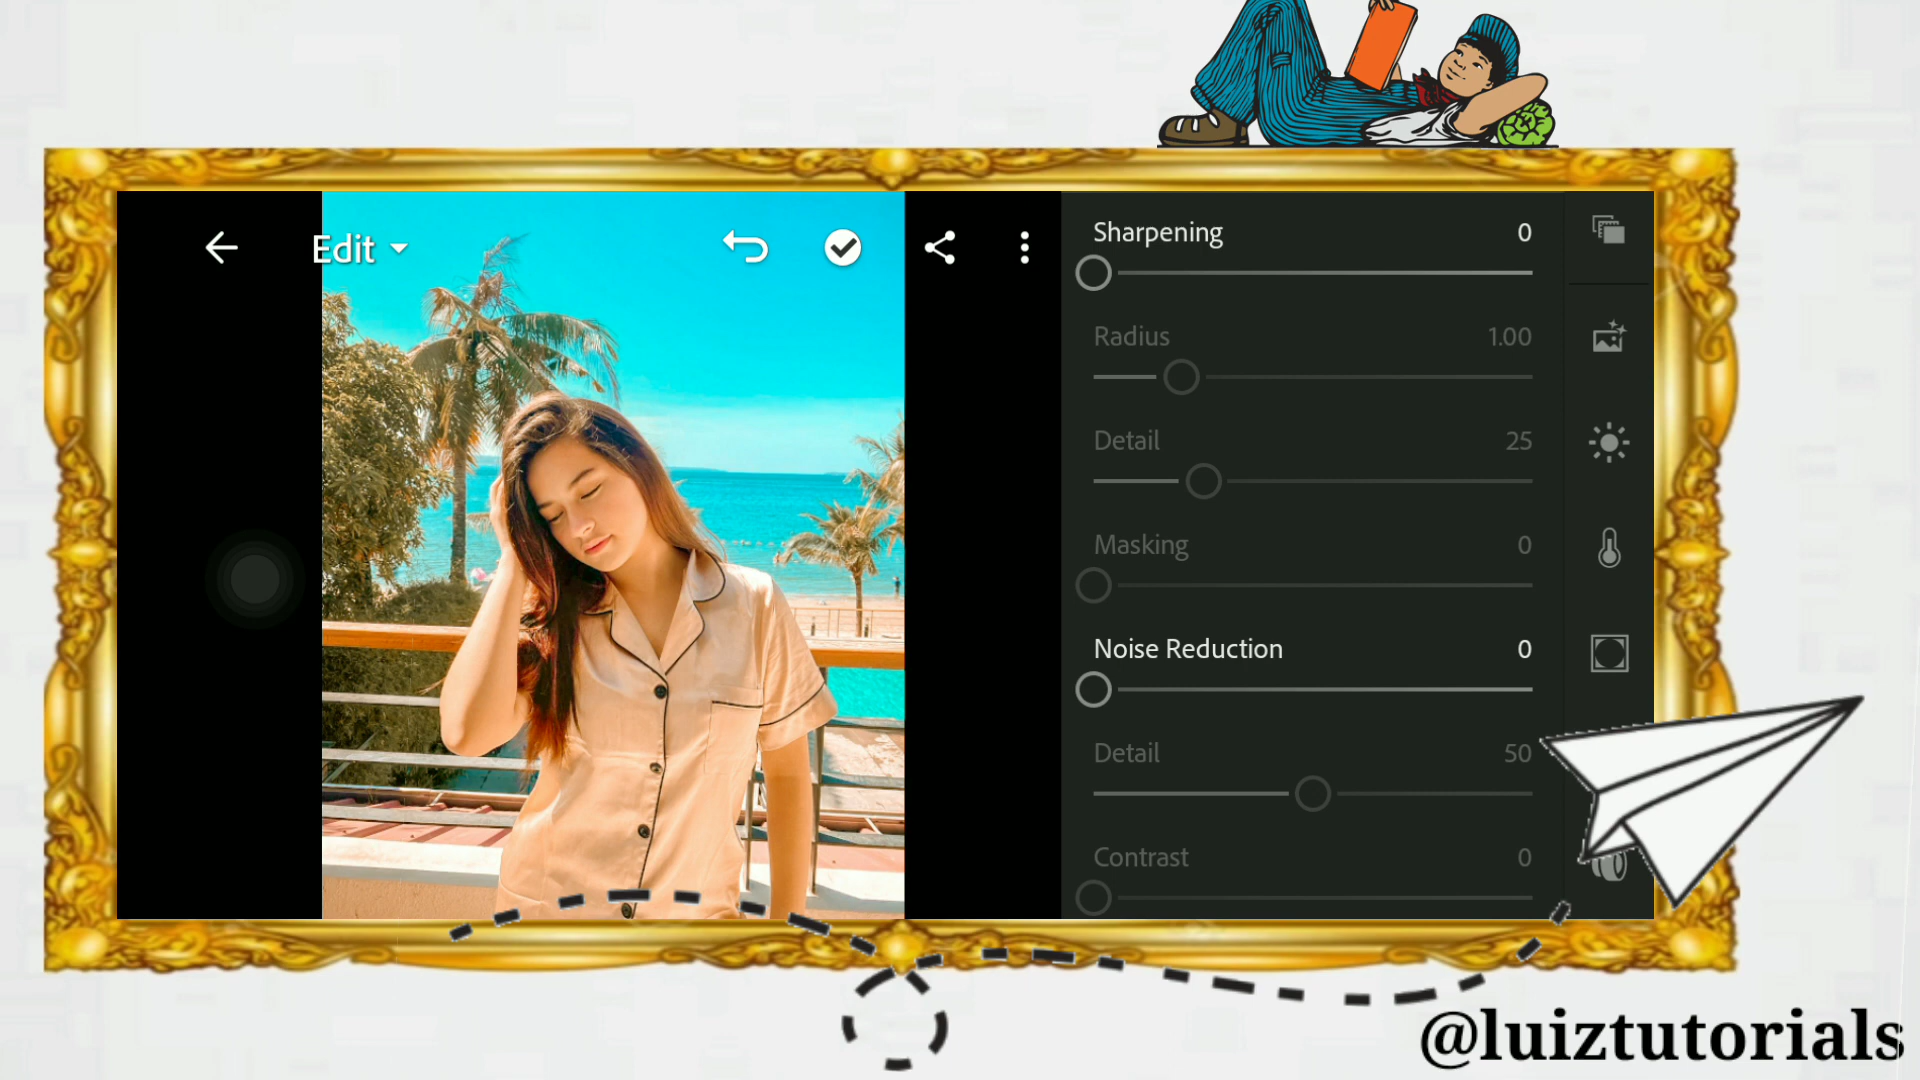 Edit
Sharpening 0
Radius 1.00
Detail 25
Masking 0
Noise Reduction 0
Detail 50
Contrast 0
@luiztutorials